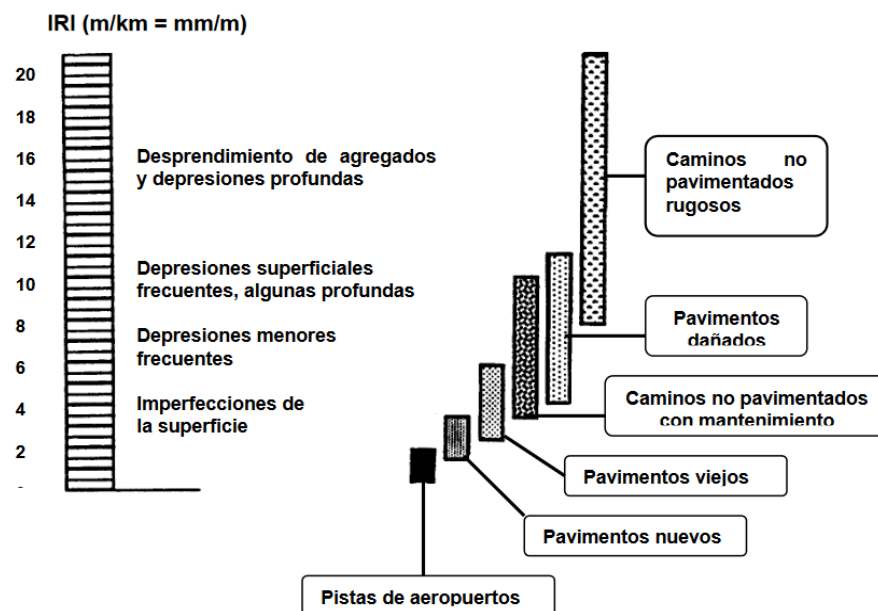 IRI (m/km = mm/m)
20
18
16
14
12
10
8
6
4
2
-
Desprendimiento de agregados
y depresiones profundas
Depresiones superficiales
frecuentes, algunas profundas
Depresiones menores
frecuentes
Imperfecciones de
la superficie
Caminos no
pavimentados
rugosos
Pavimentos
dañados
Caminos no pavimentados
con mantenimiento
Pavimentos viejos
Pavimentos nuevos
Pistas de aeropuertos